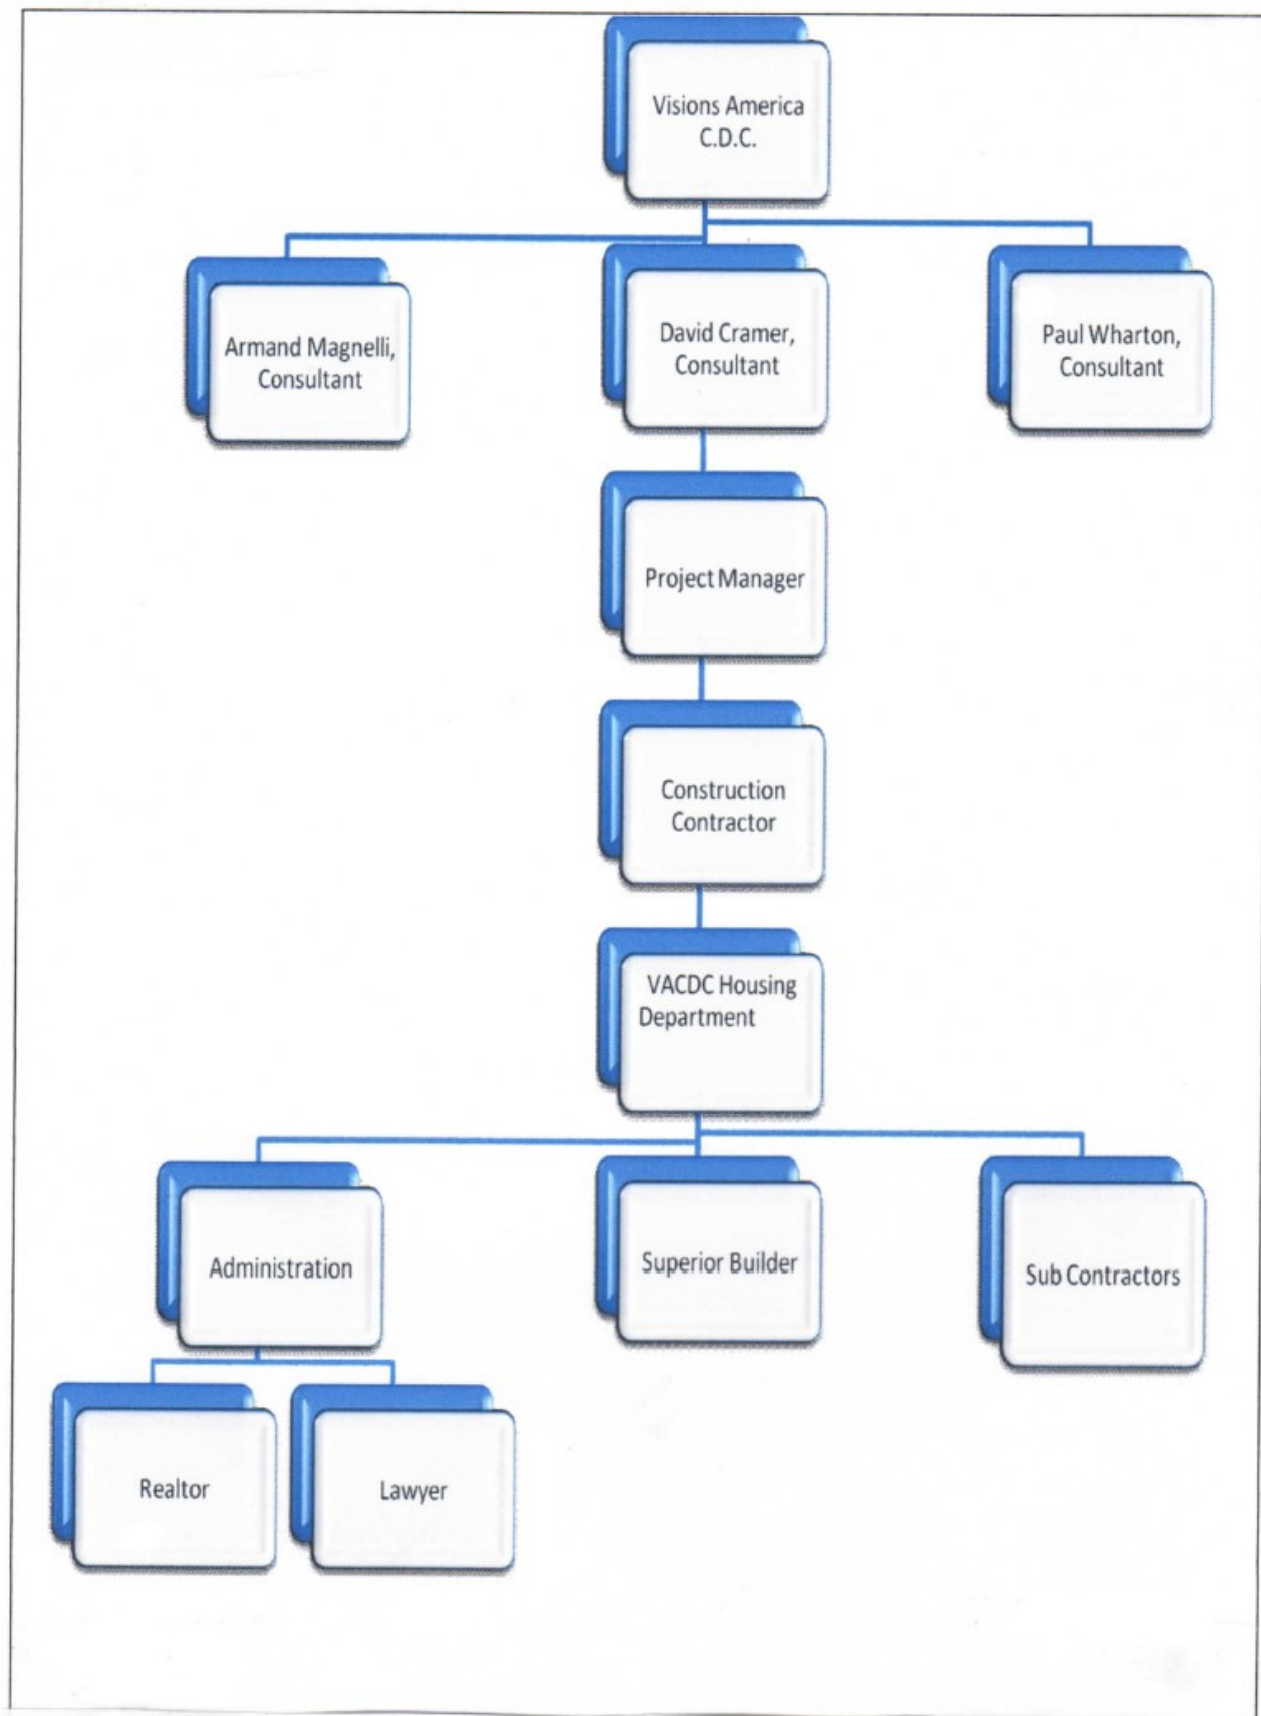 Visions America
C.D.C.
Armand Magnelli,
Consultant
David Cramer,
Consultant
Paul Wharton,
Consultant
Project Manager
Construction
Contractor
VACDC Housing
Department
Administration
Superior Builder
Sub Contractors
Realtor
Lawyer